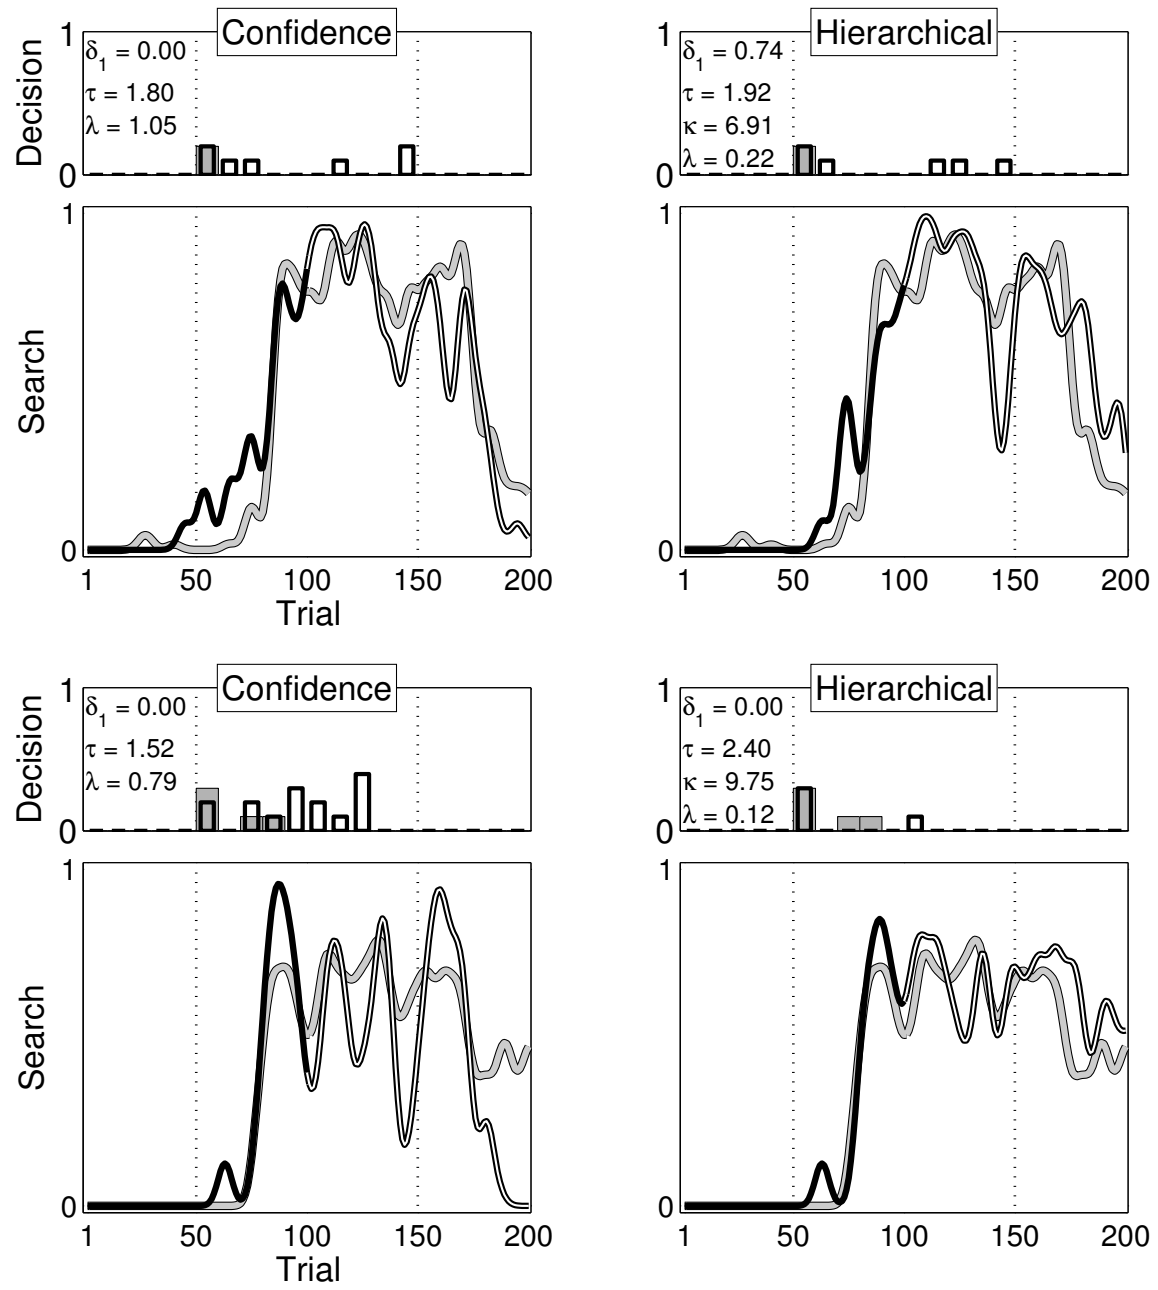 Confidence
1
Decision
δ1 = 0.00
τ = 1.80
λ = 1.05
0
1
Search
0
1 50 100 150 200
Trial
Hierarchical
1
δ1 = 0.74
τ = 1.92
κ = 6.91
λ = 0.22
0
1
0
1 50 100 150 200
Confidence
1
Decision
δ1 = 0.00
τ = 1.52
λ = 0.79
0
1
Search
0
1 50 100 150 200
Trial
Hierarchical
1
δ1 = 0.00
τ = 2.40
κ = 9.75
λ = 0.12
0
1
0
1 50 100 150 200